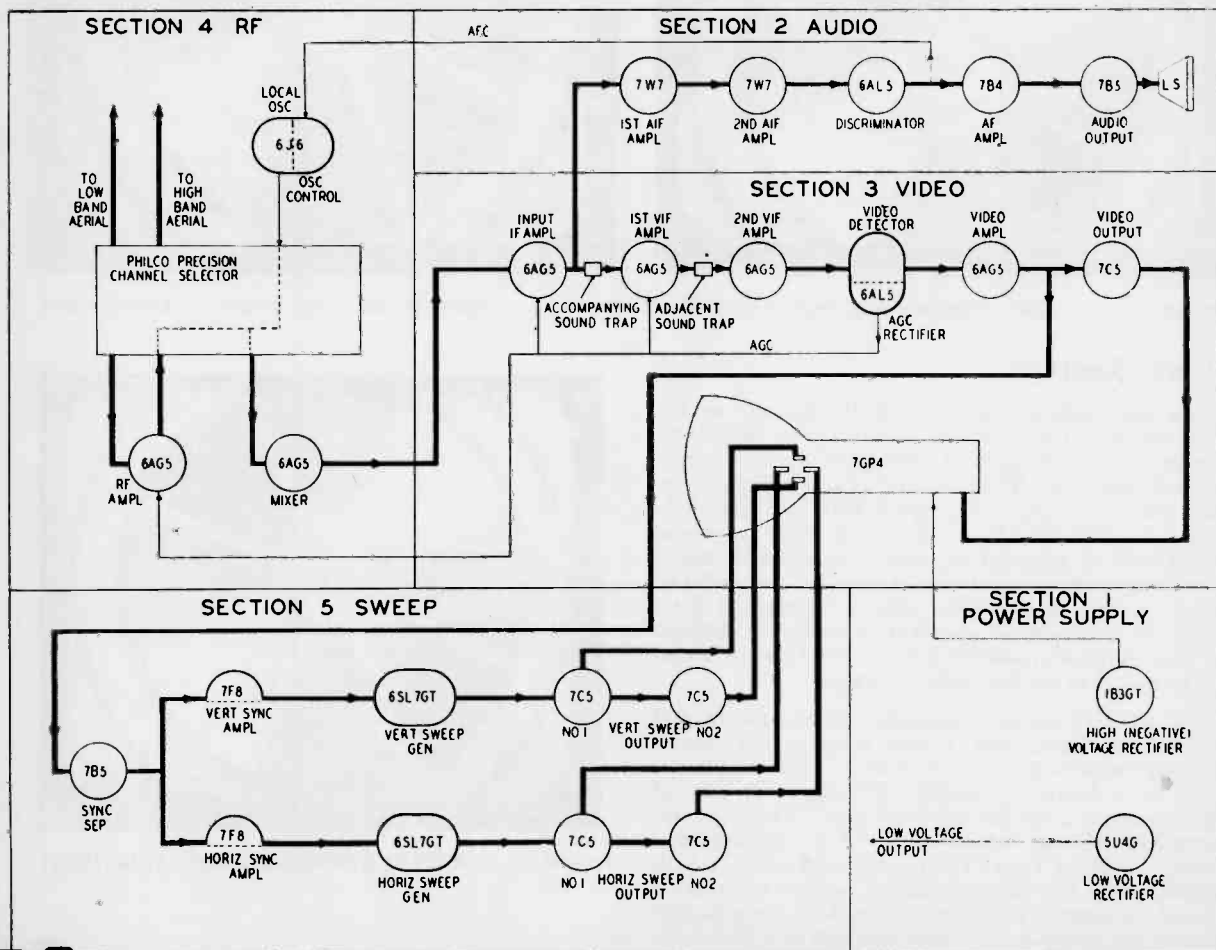 SECTION 4 RF
AFC
LOCAL
OSC
6J6
OSC
CONTROL
TO
LOW
BAND
AERIAL
TO
HIGH
BAND
AERIAL
PHILCO PRECISION
CHANNEL SELECTOR
6AG5
RF
AMPL
6AG5
MIXER
SECTION 2 AUDIO
7W7
1ST AIF
AMPL
7W7
2ND AIF
AMPL
6AL5
DISCRIMINATOR
7B4
AF
AMPL
7B5
AUDIO
OUTPUT
LS
SECTION 3 VIDEO
INPUT
IF AMPL
6AG5
ACCOMPANYING
SOUND TRAP
1ST VIF
AMPL
6AG5
ADJACENT
SOUND TRAP
2ND VIF
AMPL
6AG5
VIDEO
DETECTOR
6AL5
AGC
RECTIFIER
VIDEO
AMPL
6AG5
VIDEO
OUTPUT
7C5
AGC
7GP4
SECTION 5 SWEEP
7B5
SYNC
SEP
7F8
VERT SYNC
AMPL
6SL7GT
VERT SWEEP
GEN
7C5
NO1
VERT SWEEP
OUTPUT
7C5
NO2
7F8
HORIZ SYNC
AMPL
6SL7GT
HORIZ SWEEP
GEN
7C5
NO1
HORIZ SWEEP
OUTPUT
7C5
NO2
SECTION 1
POWER SUPPLY
1B3GT
HIGH (NEGATIVE)
VOLTAGE RECTIFIER
LOW VOLTAGE
OUTPUT
5U4G
LOW VOLTAGE
RECTIFIER